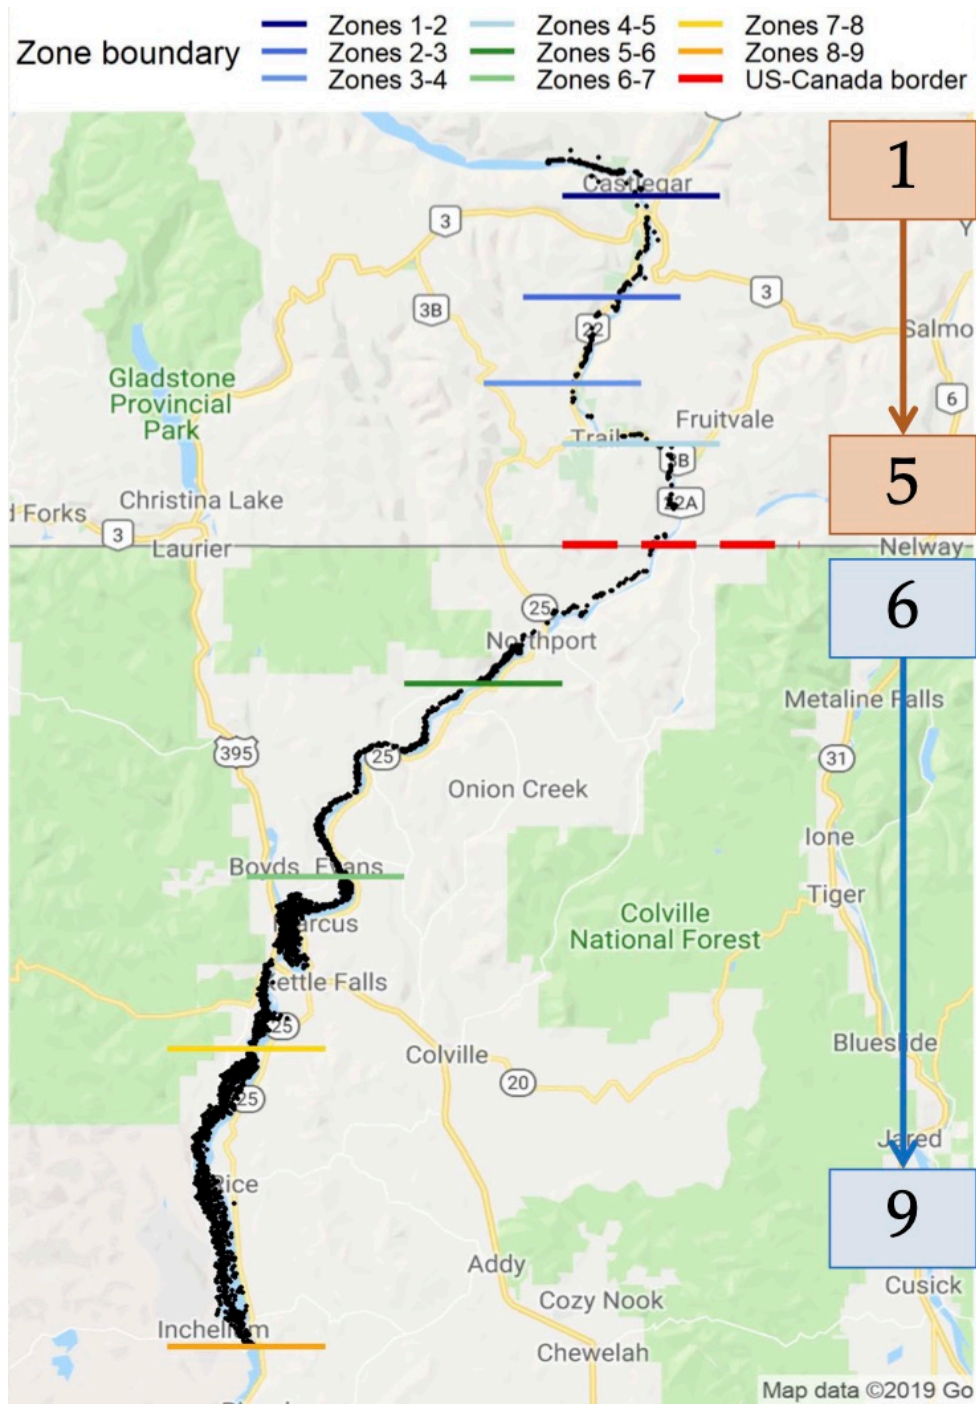 Zone boundary
Zones 1-2
Zones 4-5
Zones 7-8
Zones 2-3
Zones 5-6
Zones 8-9
Zones 3-4
Zones 6-7
US-Canada border
1
Castlegar
3
Y
3
3B
22
Salmo
Gladstone
Provincial
Park
6
Fruitvale
Trail
3B
5
Christina Lake
22A
d Forks
3
Laurier
Nelway
6
25
Northport
Metaline Falls
395
25
31
Onion Creek
Ione
Boyds Evans
Tiger
Marcus
Colville
National Forest
Kettle Falls
25
Blueslide
Colville
20
25
Jared
Rice
9
Addy
Cusick
Cozy Nook
Inchelium
Chewelah
Map data ©2019 Go